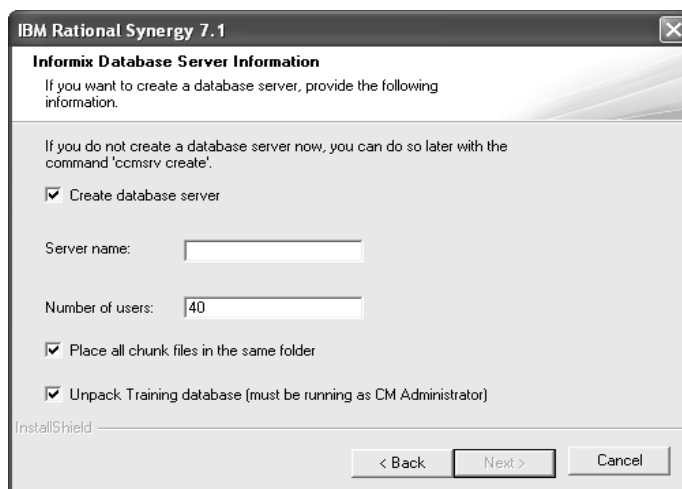 IBM Rational Synergy 7.1
Informix Database Server Information
If you want to create a database server, provide the following
information.
If you do not create a database server now, you can do so later with the
command 'ccmsrv create'.
Create database server
Server name:
Number of users: 40
Place all chunk files in the same folder
Unpack Training database (must be running as CM Administrator)
InstallShield
< Back Next > Cancel